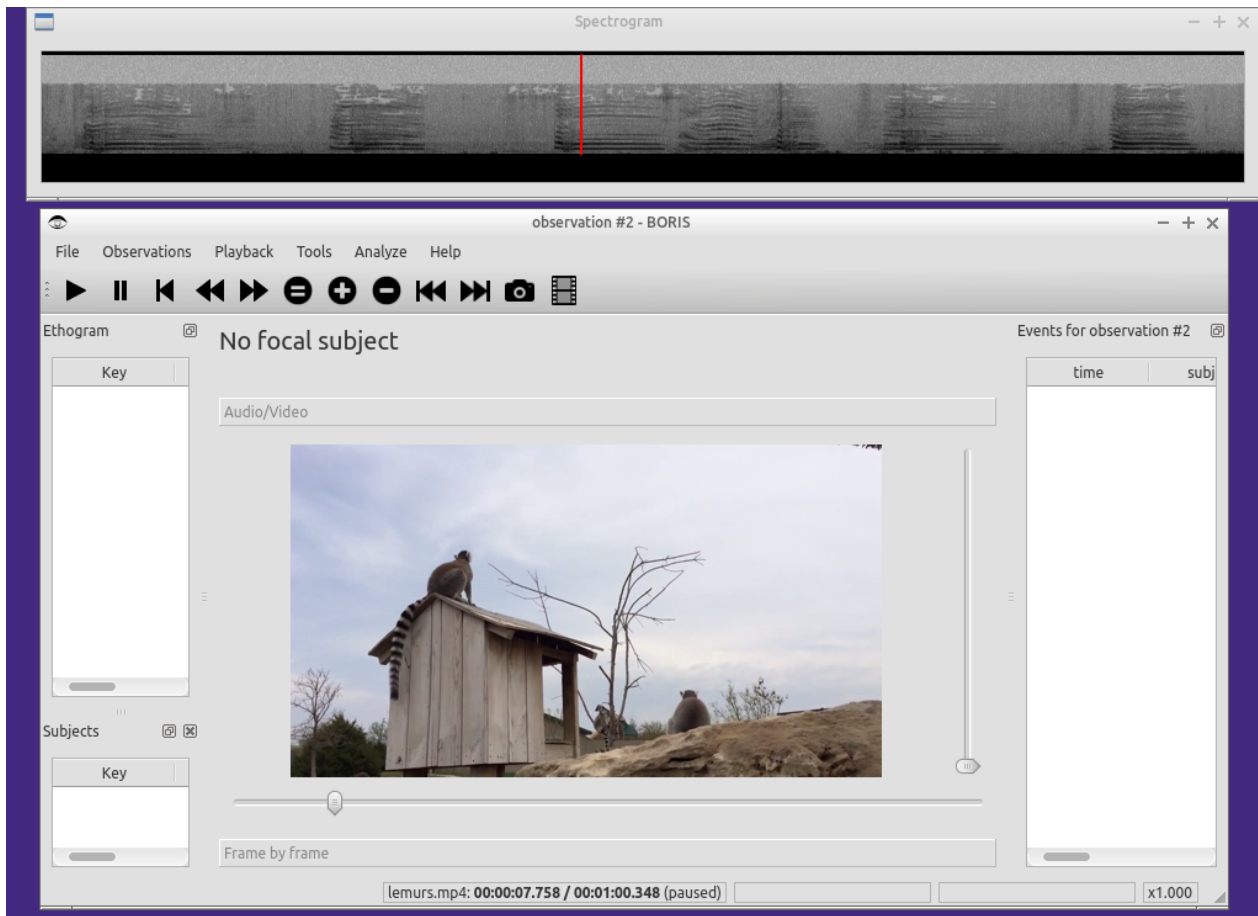 Spectrogram
observation #2 - BORIS
File Observations Playback Tools Analyze Help
Ethogram
Key
No focal subject
Audio/Video
Events for observation #2
time subj
Subjects
Key
Frame by frame
lemurs.mp4: 00:00:07.758 / 00:01:00.348 (paused)
x1.000